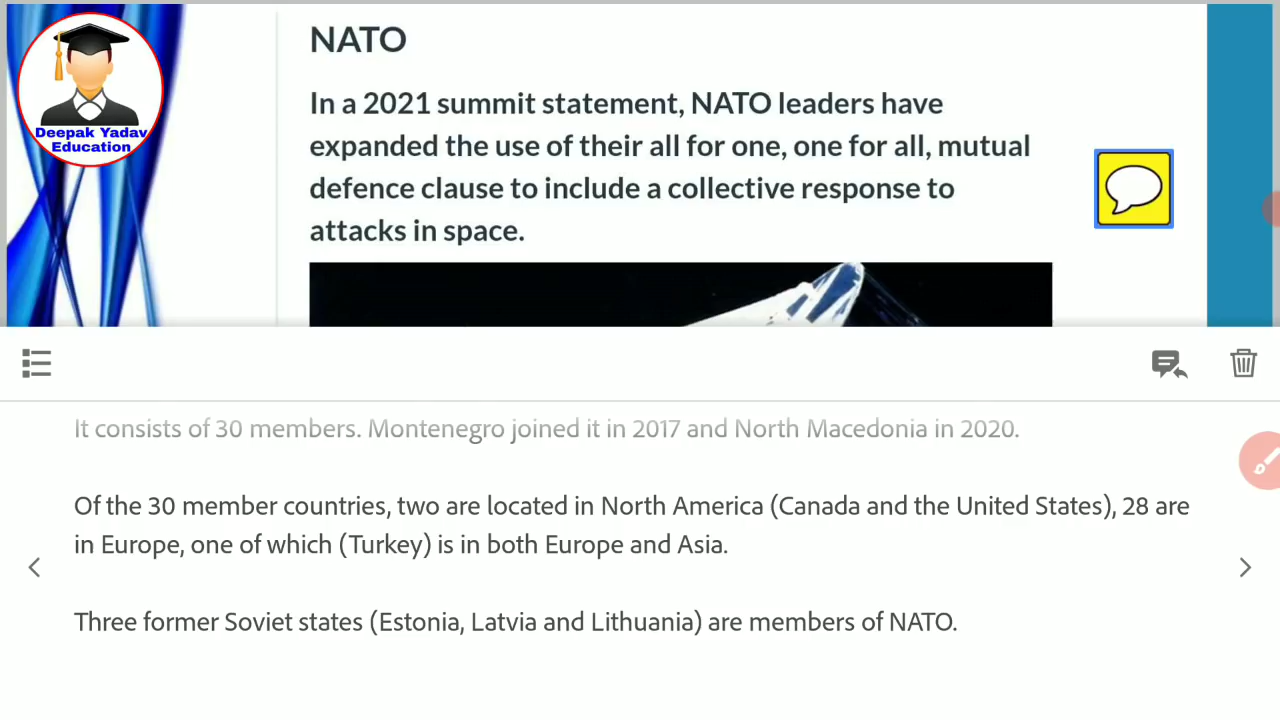 Deepak Yadav
Education
NATO
In a 2021 summit statement, NATO leaders have
expanded the use of their all for one, one for all, mutual
defence clause to include a collective response to
attacks in space.
It consists of 30 members. Montenegro joined it in 2017 and North Macedonia in 2020.
Of the 30 member countries, two are located in North America (Canada and the United States), 28 are
in Europe, one of which (Turkey) is in both Europe and Asia.
Three former Soviet states (Estonia, Latvia and Lithuania) are members of NATO.